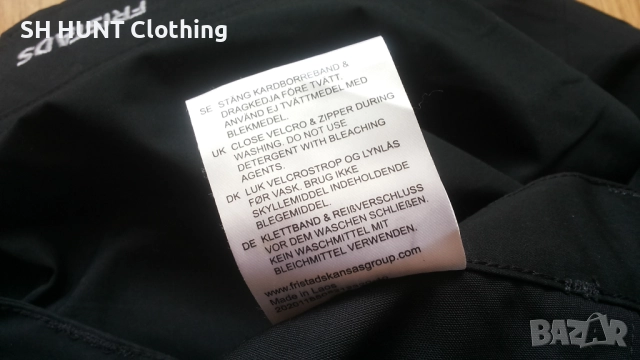 SH HUNT Clothing
FRISTADS
SE STÄNG KARDBORREBAND &
DRAGKEDJA FÖRE TVÄTT.
ANVÄND EJ TVÄTTMEDEL MED
BLEKMEDEL.
UK CLOSE VELCRO & ZIPPER DURING
WASHING. DO NOT USE
DETERGENT WITH BLEACHING
AGENTS.
DK LUK VELCROSTROP OG LYNLÅS
FØR VASK. BRUG IKKE
SKYLLEMIDDEL INDEHOLDENDE
BLEGEMIDDEL.
DE KLETTBAND & REIßVERSCHLUSS
VOR DEM WASCHEN SCHLIEßEN.
KEIN WASCHMITTEL MIT
BLEICHMITTEL VERWENDEN.
www.fristadskansasgroup.com
Made in Laos
BAZAR